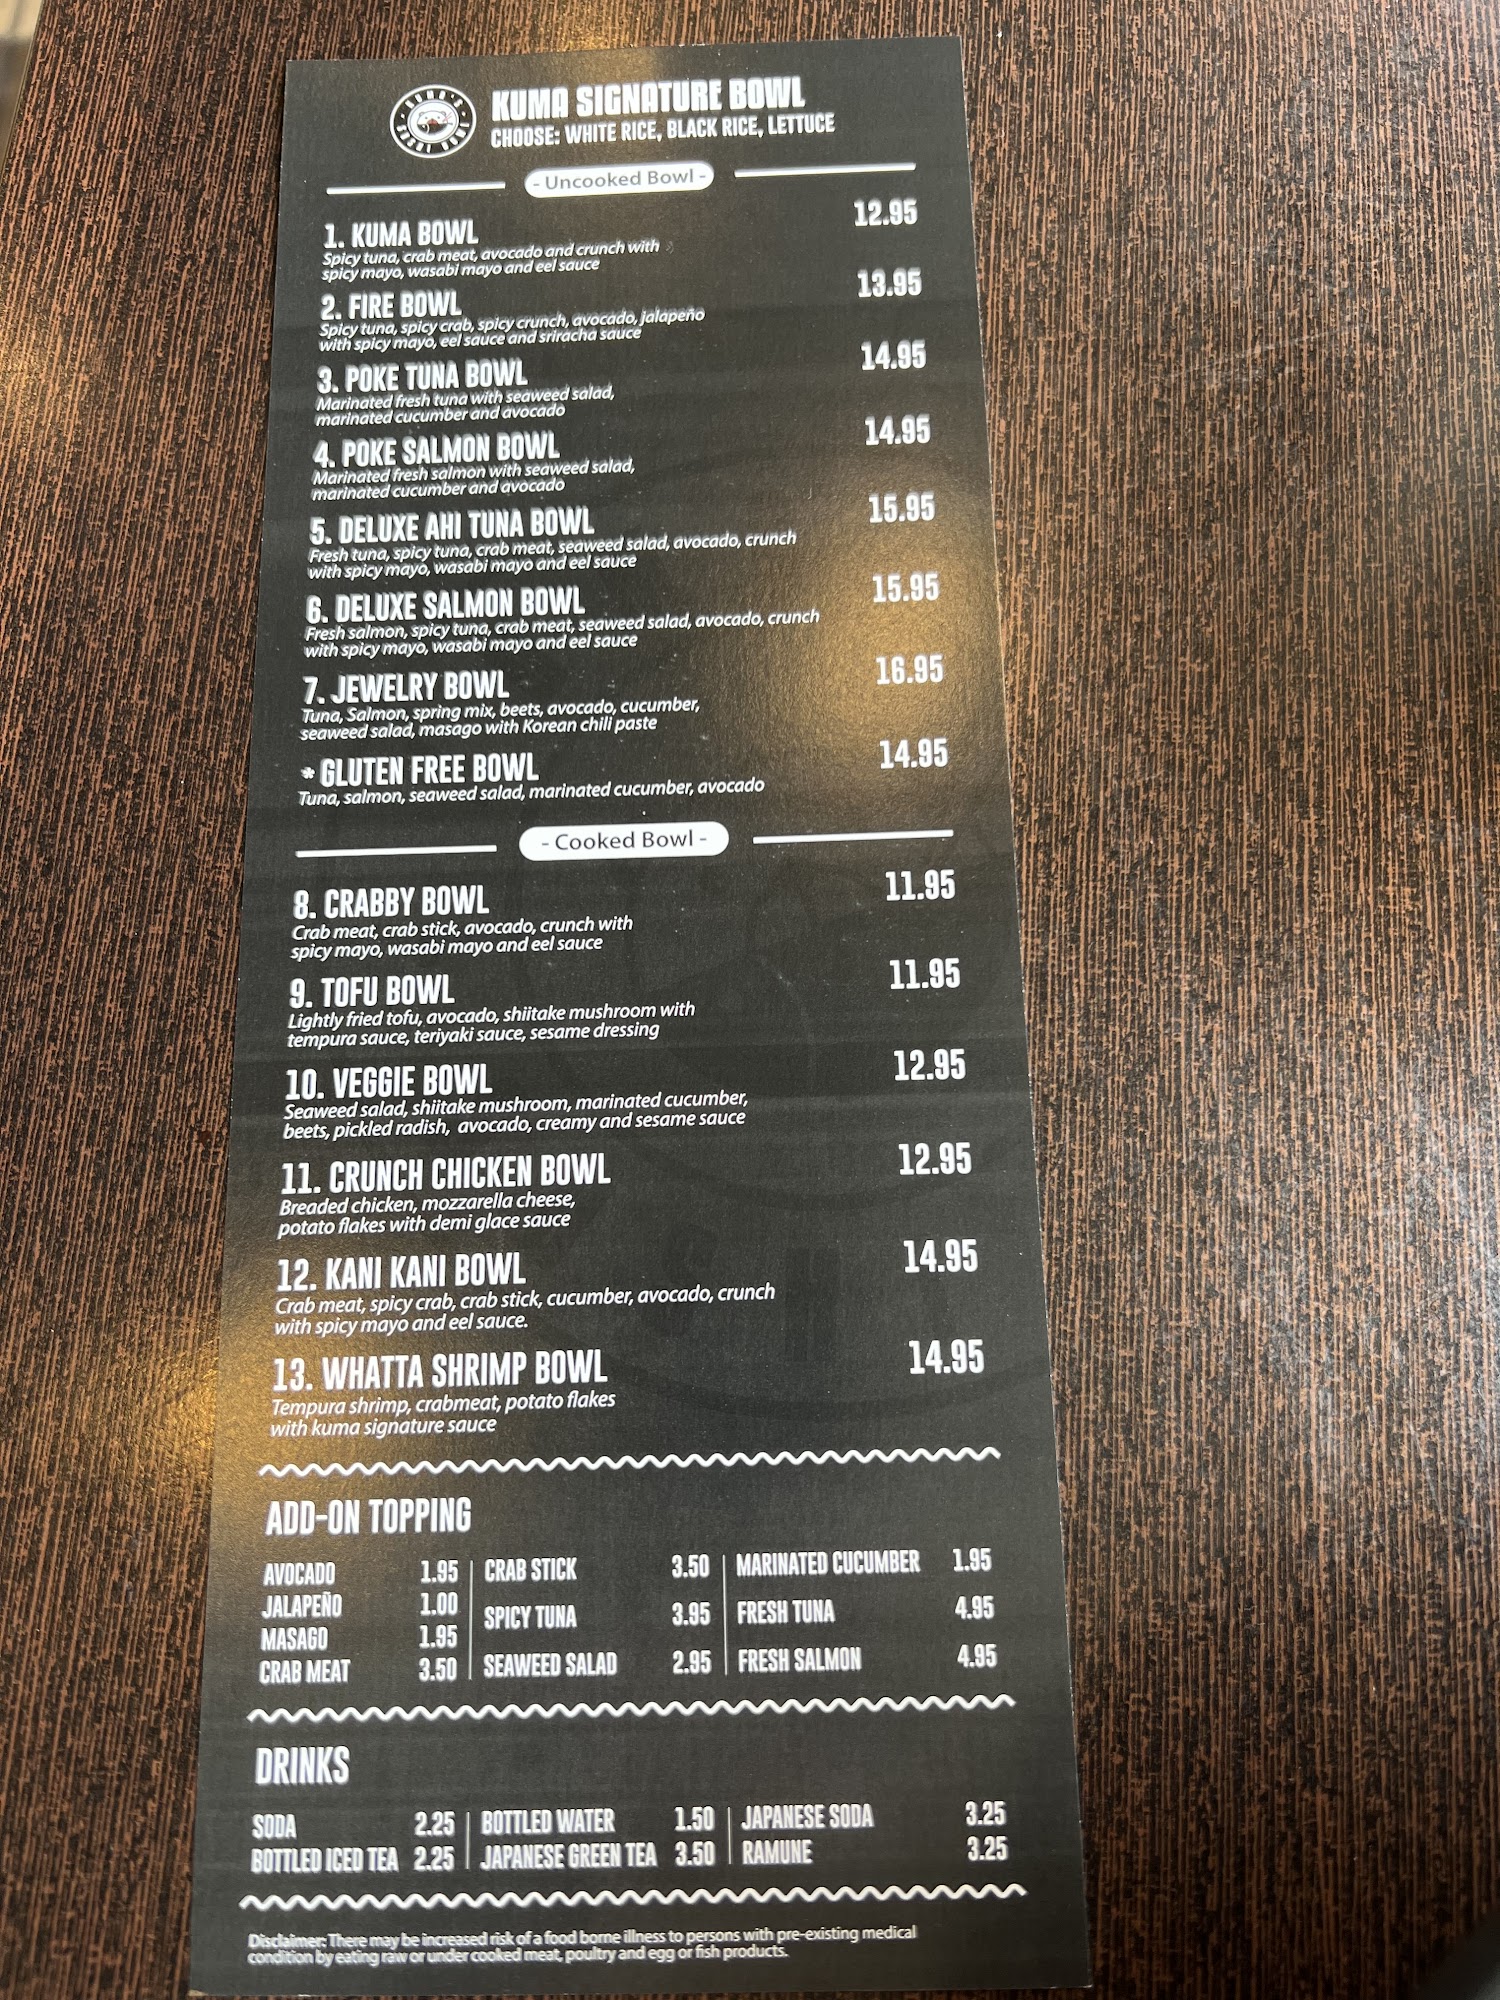 KUMA'S
SUSHI BOWL
KUMA SIGNATURE BOWL
CHOOSE: WHITE RICE, BLACK RICE, LETTUCE
- Uncooked Bowl -
1. KUMA BOWL 12.95
Spicy tuna, crab meat, avocado and crunch with
spicy mayo, wasabi mayo and eel sauce
2. FIRE BOWL 13.95
Spicy tuna, spicy crab, spicy crunch, avocado, jalapeño
with spicy mayo, eel sauce and sriracha sauce
3. POKE TUNA BOWL 14.95
Marinated fresh tuna with seaweed salad,
marinated cucumber and avocado
4. POKE SALMON BOWL 14.95
Marinated fresh salmon with seaweed salad,
marinated cucumber and avocado
5. DELUXE AHI TUNA BOWL 15.95
Fresh tuna, spicy tuna, crab meat, seaweed salad, avocado, crunch
with spicy mayo, wasabi mayo and eel sauce
6. DELUXE SALMON BOWL 15.95
Fresh salmon, spicy tuna, crab meat, seaweed salad, avocado, crunch
with spicy mayo, wasabi mayo and eel sauce
7. JEWELRY BOWL 16.95
Tuna, Salmon, spring mix, beets, avocado, cucumber,
seaweed salad, masago with Korean chili paste
* GLUTEN FREE BOWL 14.95
Tuna, salmon, seaweed salad, marinated cucumber, avocado
- Cooked Bowl -
8. CRABBY BOWL 11.95
Crab meat, crab stick, avocado, crunch with
spicy mayo, wasabi mayo and eel sauce
9. TOFU BOWL 11.95
Lightly fried tofu, avocado, shiitake mushroom with
tempura sauce, teriyaki sauce, sesame dressing
10. VEGGIE BOWL 12.95
Seaweed salad, shiitake mushroom, marinated cucumber,
beets, pickled radish, avocado, creamy and sesame sauce
11. CRUNCH CHICKEN BOWL 12.95
Breaded chicken, mozzarella cheese,
potato flakes with demi glace sauce
12. KANI KANI BOWL 14.95
Crab meat, spicy crab, crab stick, cucumber, avocado, crunch
with spicy mayo and eel sauce.
13. WHATTA SHRIMP BOWL 14.95
Tempura shrimp, crabmeat, potato flakes
with kuma signature sauce
ADD-ON TOPPING
AVOCADO 1.95
JALAPEÑO 1.00
MASAGO 1.95
CRAB MEAT 3.50
CRAB STICK 3.50
SPICY TUNA 3.95
SEAWEED SALAD 2.95
MARINATED CUCUMBER 1.95
FRESH TUNA 4.95
FRESH SALMON 4.95
DRINKS
SODA 2.25
BOTTLED ICED TEA 2.25
BOTTLED WATER 1.50
JAPANESE GREEN TEA 3.50
JAPANESE SODA 3.25
RAMUNE 3.25
Disclaimer: There may be increased risk of a food borne illness to persons with pre-existing medical
condition by eating raw or under cooked meat, poultry and egg or fish products.